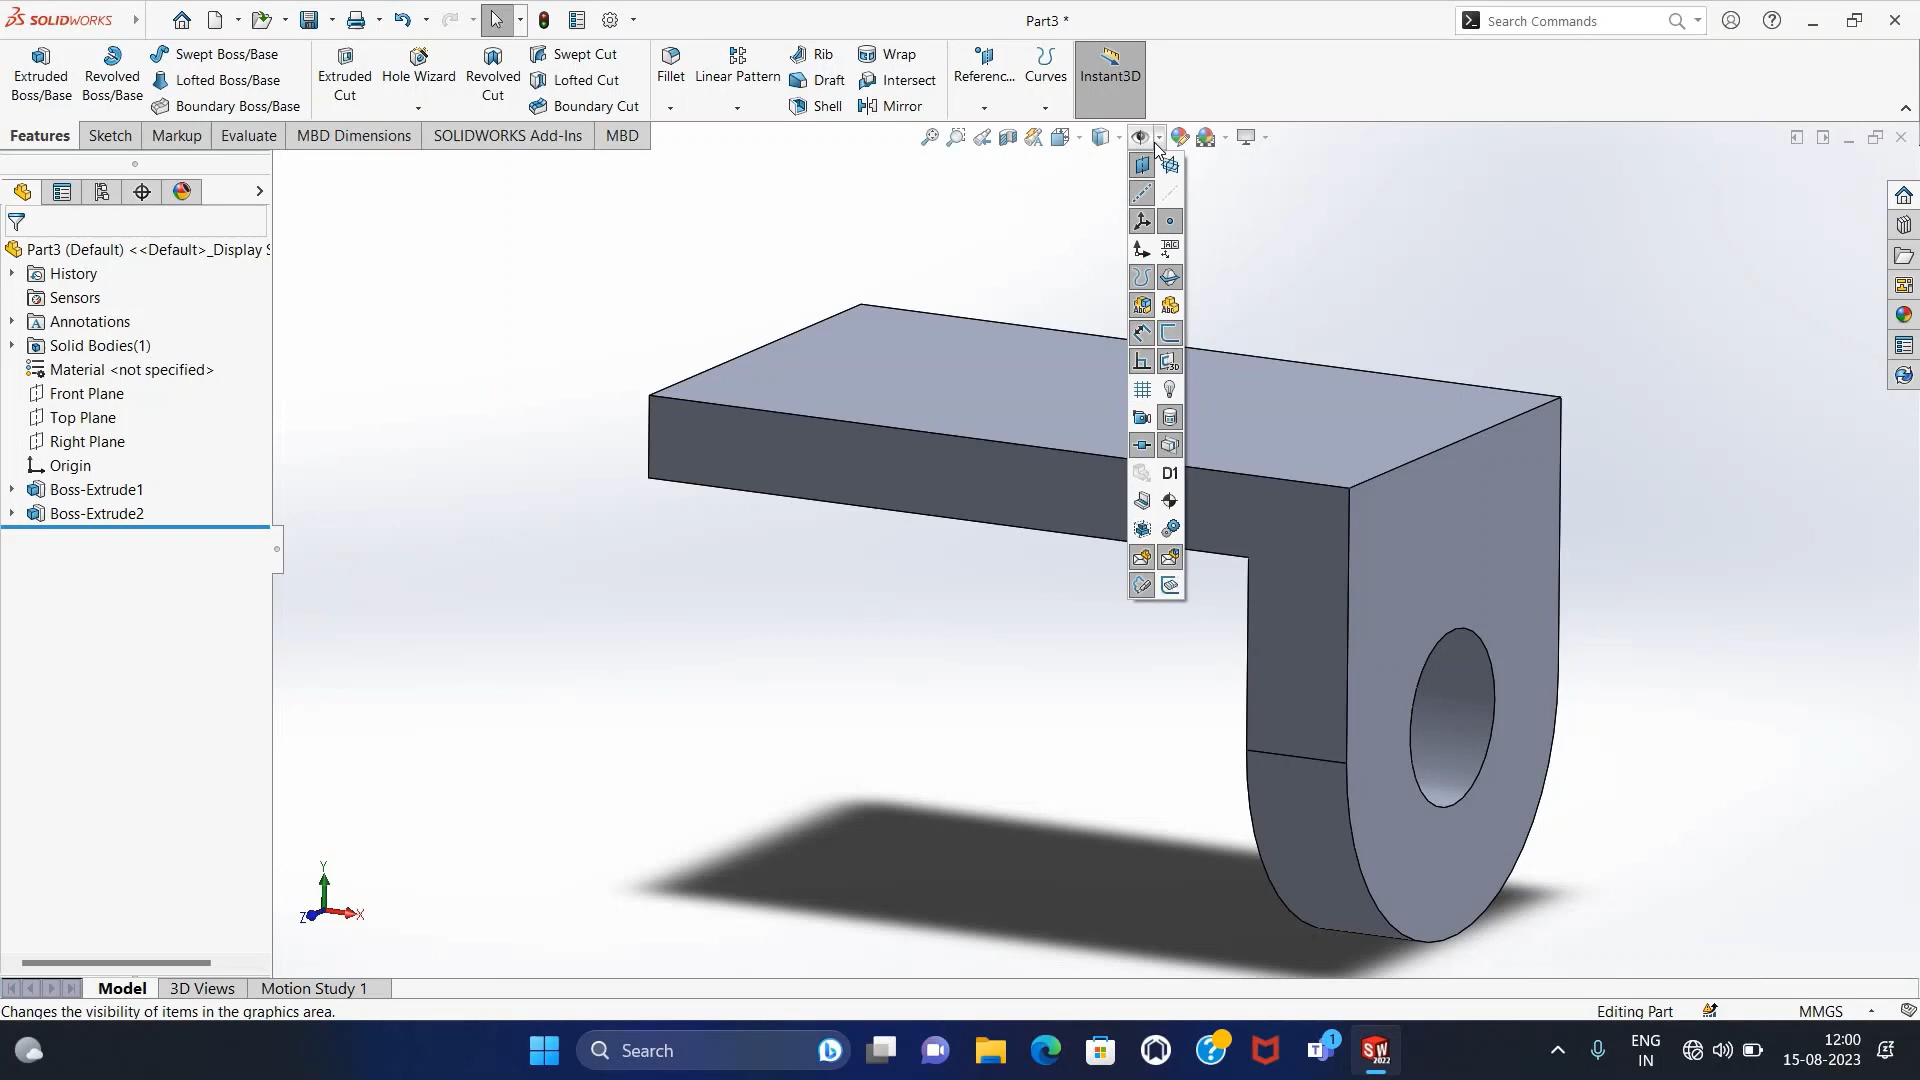 SOLIDWORKS
Part3 *
Search Commands
Extruded Boss/Base
Revolved Boss/Base
Swept Boss/Base
Lofted Boss/Base
Boundary Boss/Base
Extruded Cut
Hole Wizard
Revolved Cut
Swept Cut
Lofted Cut
Boundary Cut
Fillet
Linear Pattern
Rib
Draft
Shell
Wrap
Intersect
Mirror
Referenc...
Curves
Instant3D
Features
Sketch
Markup
Evaluate
MBD Dimensions
SOLIDWORKS Add-Ins
MBD
Part3 (Default) <<Default>_Display S
History
Sensors
Annotations
Solid Bodies(1)
Material <not specified>
Front Plane
Top Plane
Right Plane
Origin
Boss-Extrude1
Boss-Extrude2
D1
Y
Z
X
Model
3D Views
Motion Study 1
Changes the visibility of items in the graphics area.
Editing Part
MMGS
Search
1
SW
2022
ENG
IN
12:00
15-08-2023